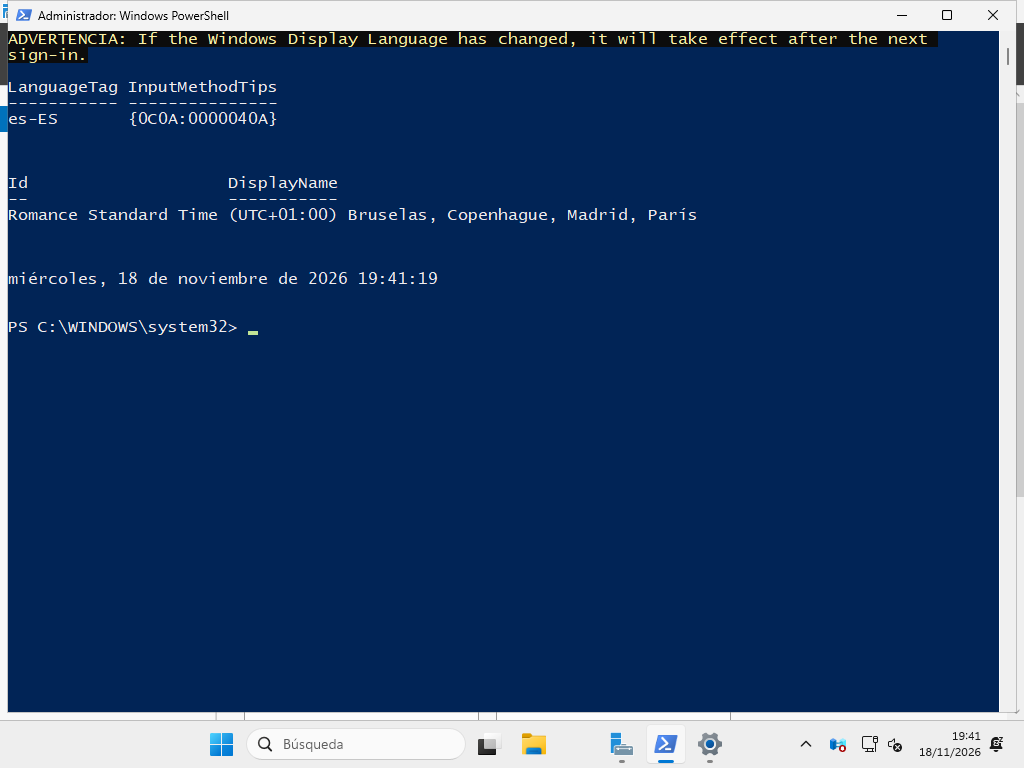 Administrador: Windows PowerShell
ADVERTENCIA: If the Windows Display Language has changed, it will take effect after the next
sign-in.
LanguageTag InputMethodTips
----------- ---------------
es-ES       {0C0A:0000040A}
Id                    DisplayName
--                    -----------
Romance Standard Time (UTC+01:00) Bruselas, Copenhague, Madrid, París
miércoles, 18 de noviembre de 2026 19:41:19
PS C:\WINDOWS\system32>
Búsqueda
19:41
18/11/2026